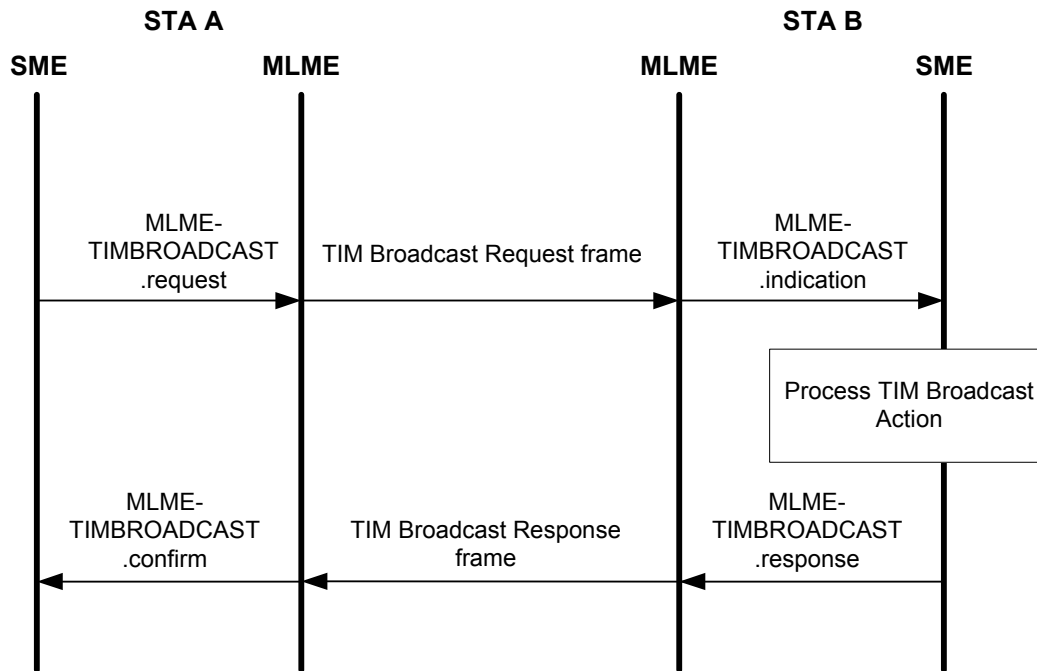 STA A
STA B
SME
MLME
MLME
SME
MLME-
TIMBROADCAST
.request
TIM Broadcast Request frame
MLME-
TIMBROADCAST
.indication
Process TIM Broadcast
Action
MLME-
TIMBROADCAST
.confirm
TIM Broadcast Response
frame
MLME-
TIMBROADCAST
.response